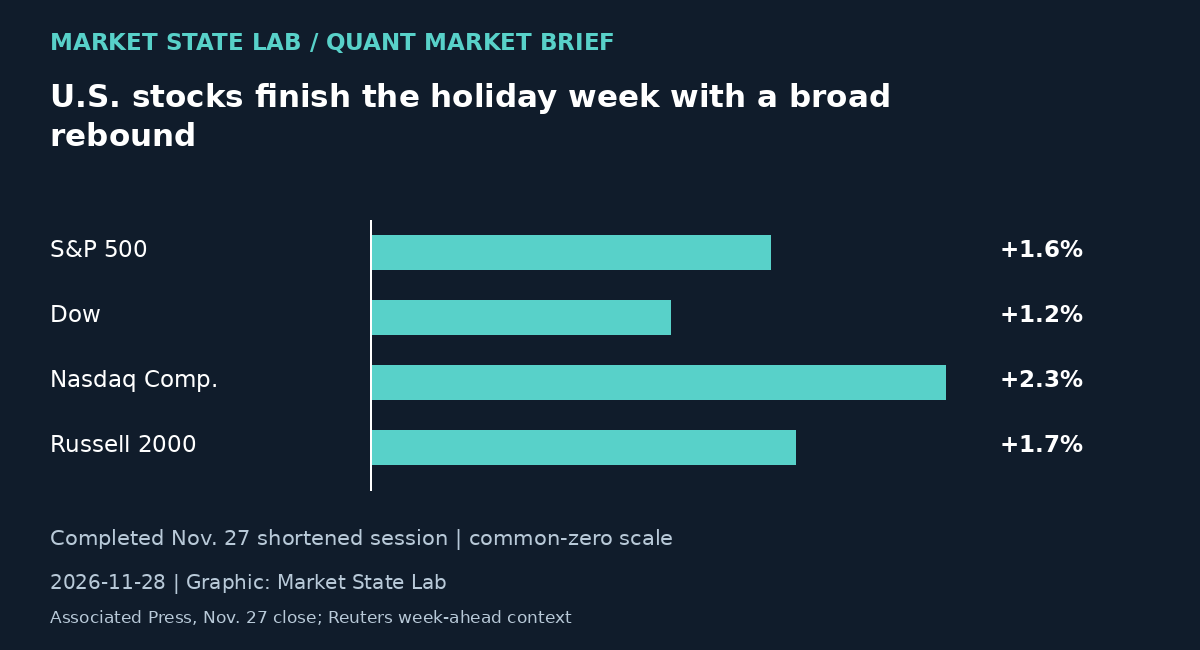 MARKET STATE LAB / QUANT MARKET BRIEF
U.S. stocks finish the holiday week with a broad
rebound
S&P 500 +1.6%
Dow +1.2%
Nasdaq Comp. +2.3%
Russell 2000 +1.7%
Completed Nov. 27 shortened session | common-zero scale
2026-11-28 | Graphic: Market State Lab
Associated Press, Nov. 27 close; Reuters week-ahead context